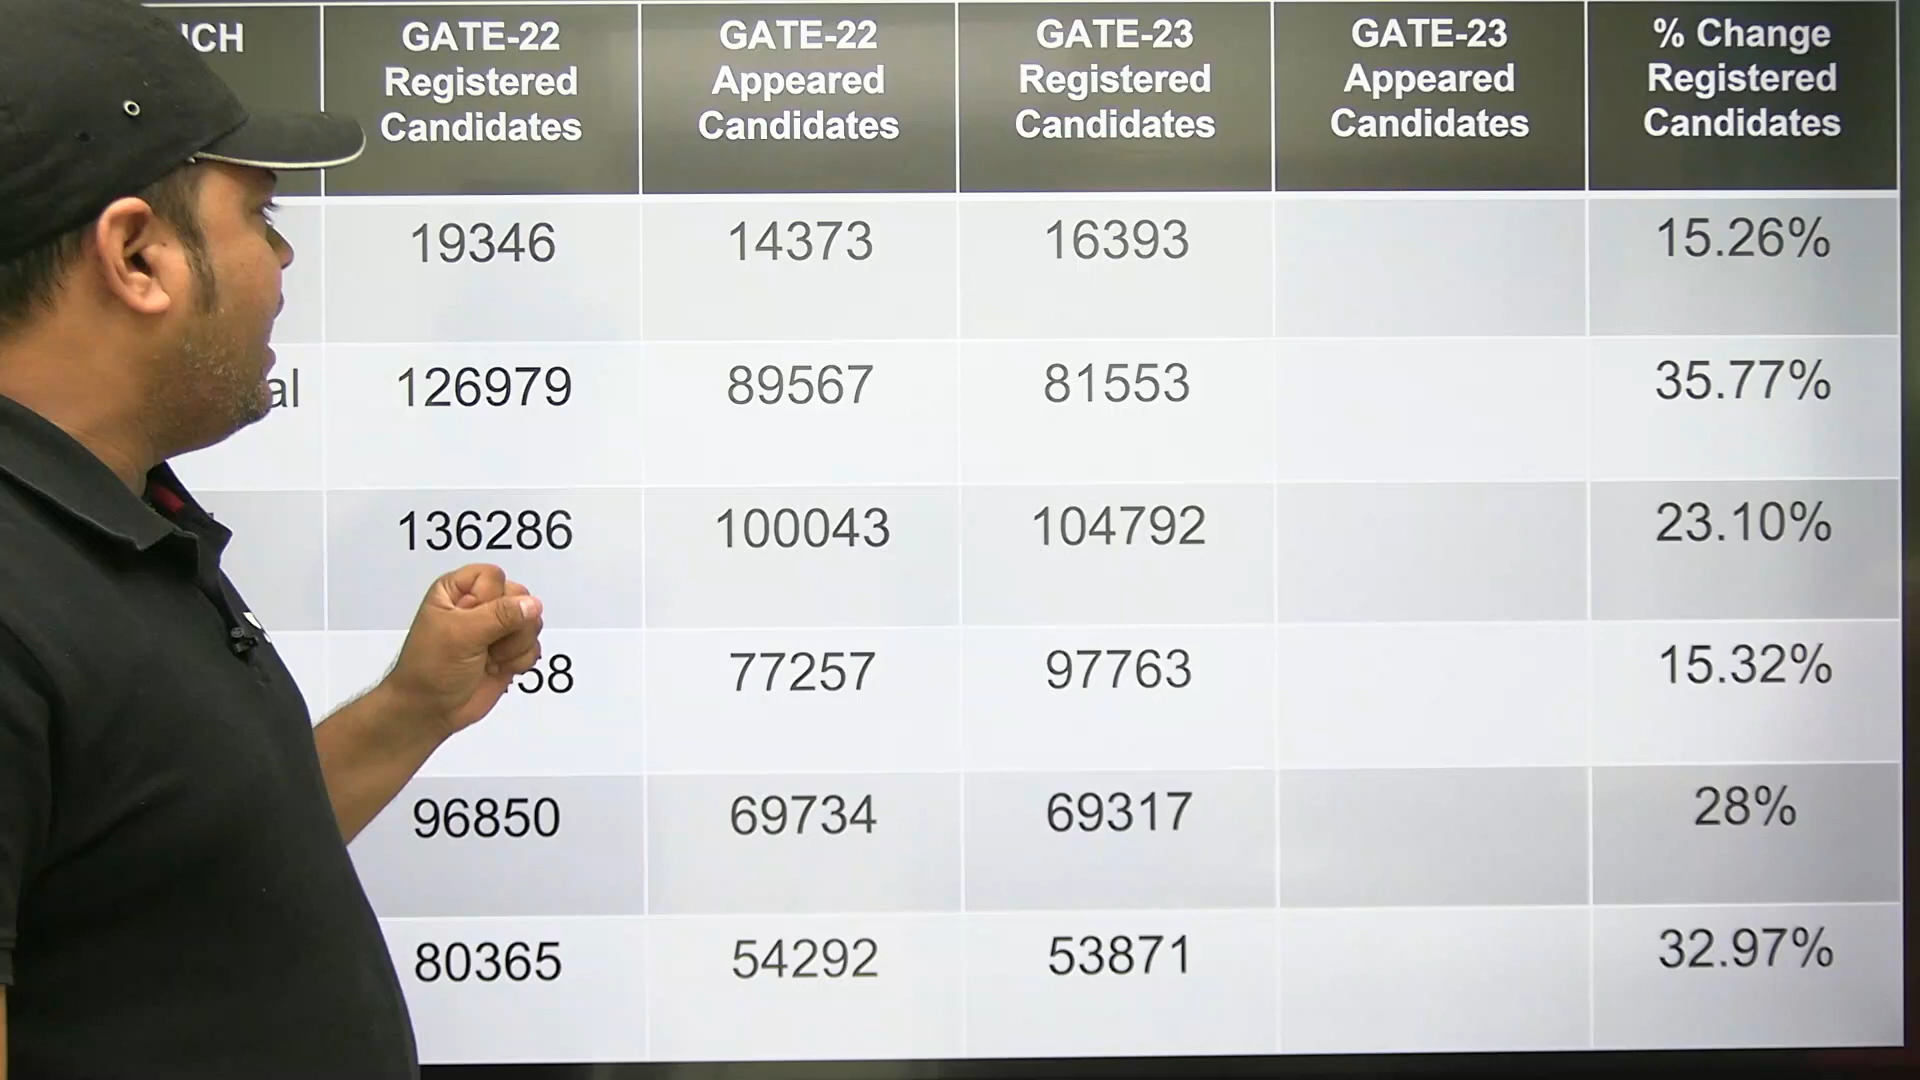 GATE-22
Registered
Candidates
GATE-22
Appeared
Candidates
GATE-23
Registered
Candidates
GATE-23
Appeared
Candidates
% Change
Registered
Candidates
19346 14373 16393 15.26%
126979 89567 81553 35.77%
136286 100043 104792 23.10%
77257 97763 15.32%
96850 69734 69317 28%
80365 54292 53871 32.97%